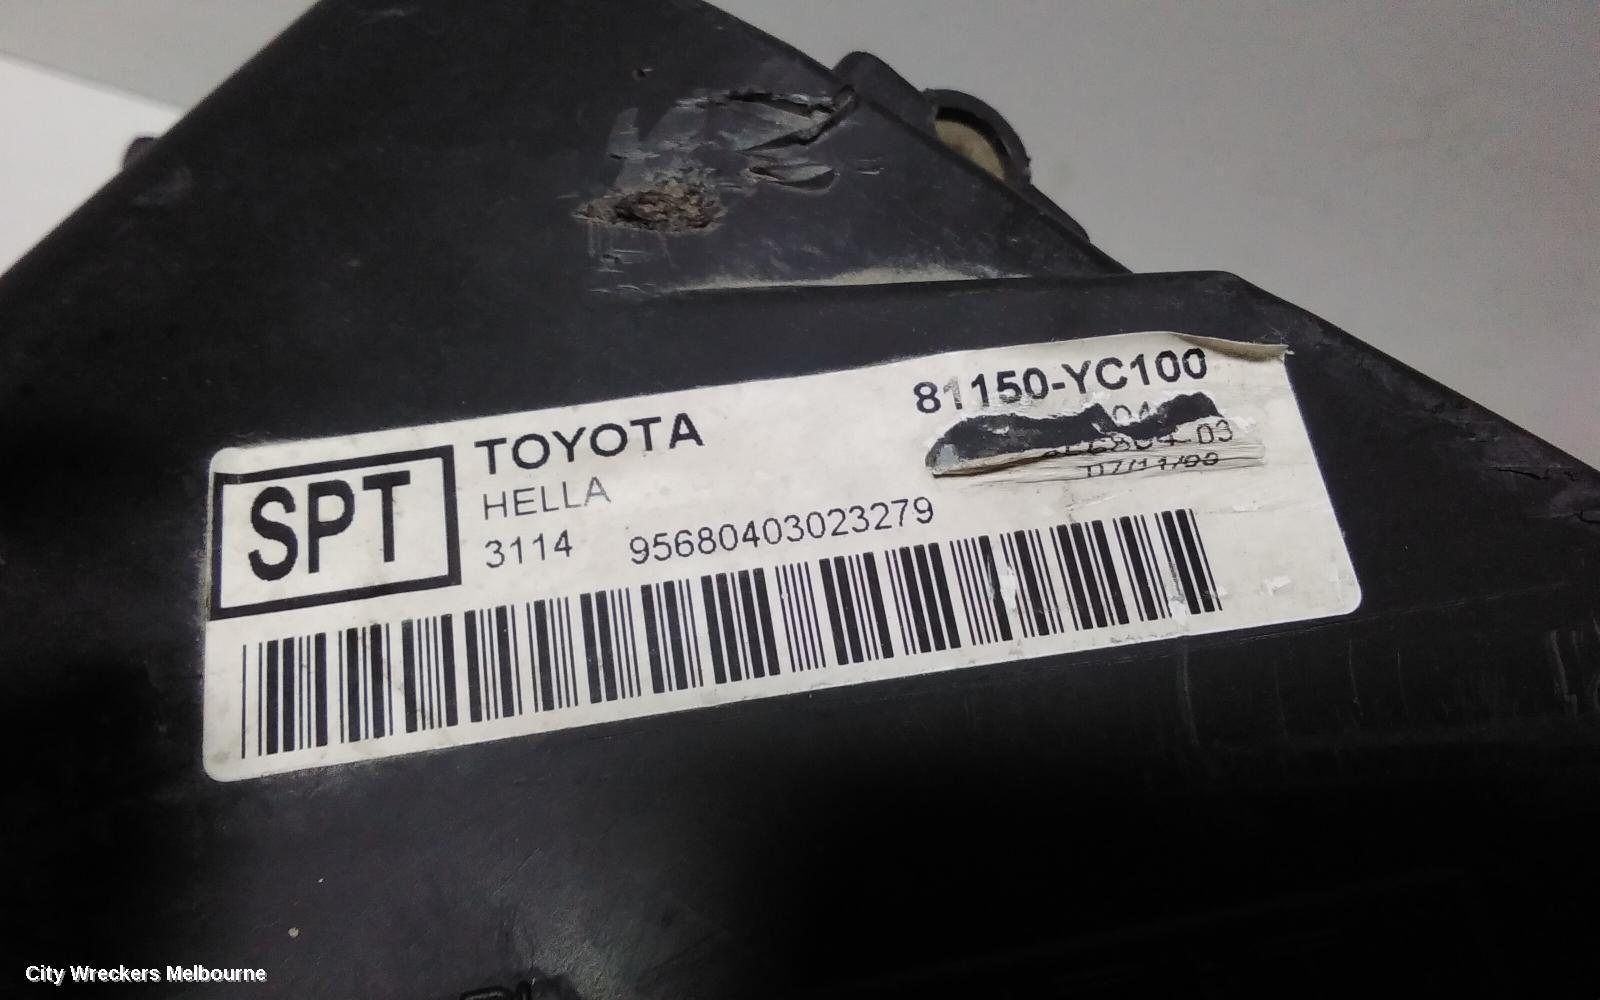 81150-YC100
TOYOTA
SPT
HELLA
3114 95680403023279
City Wreckers Melbourne